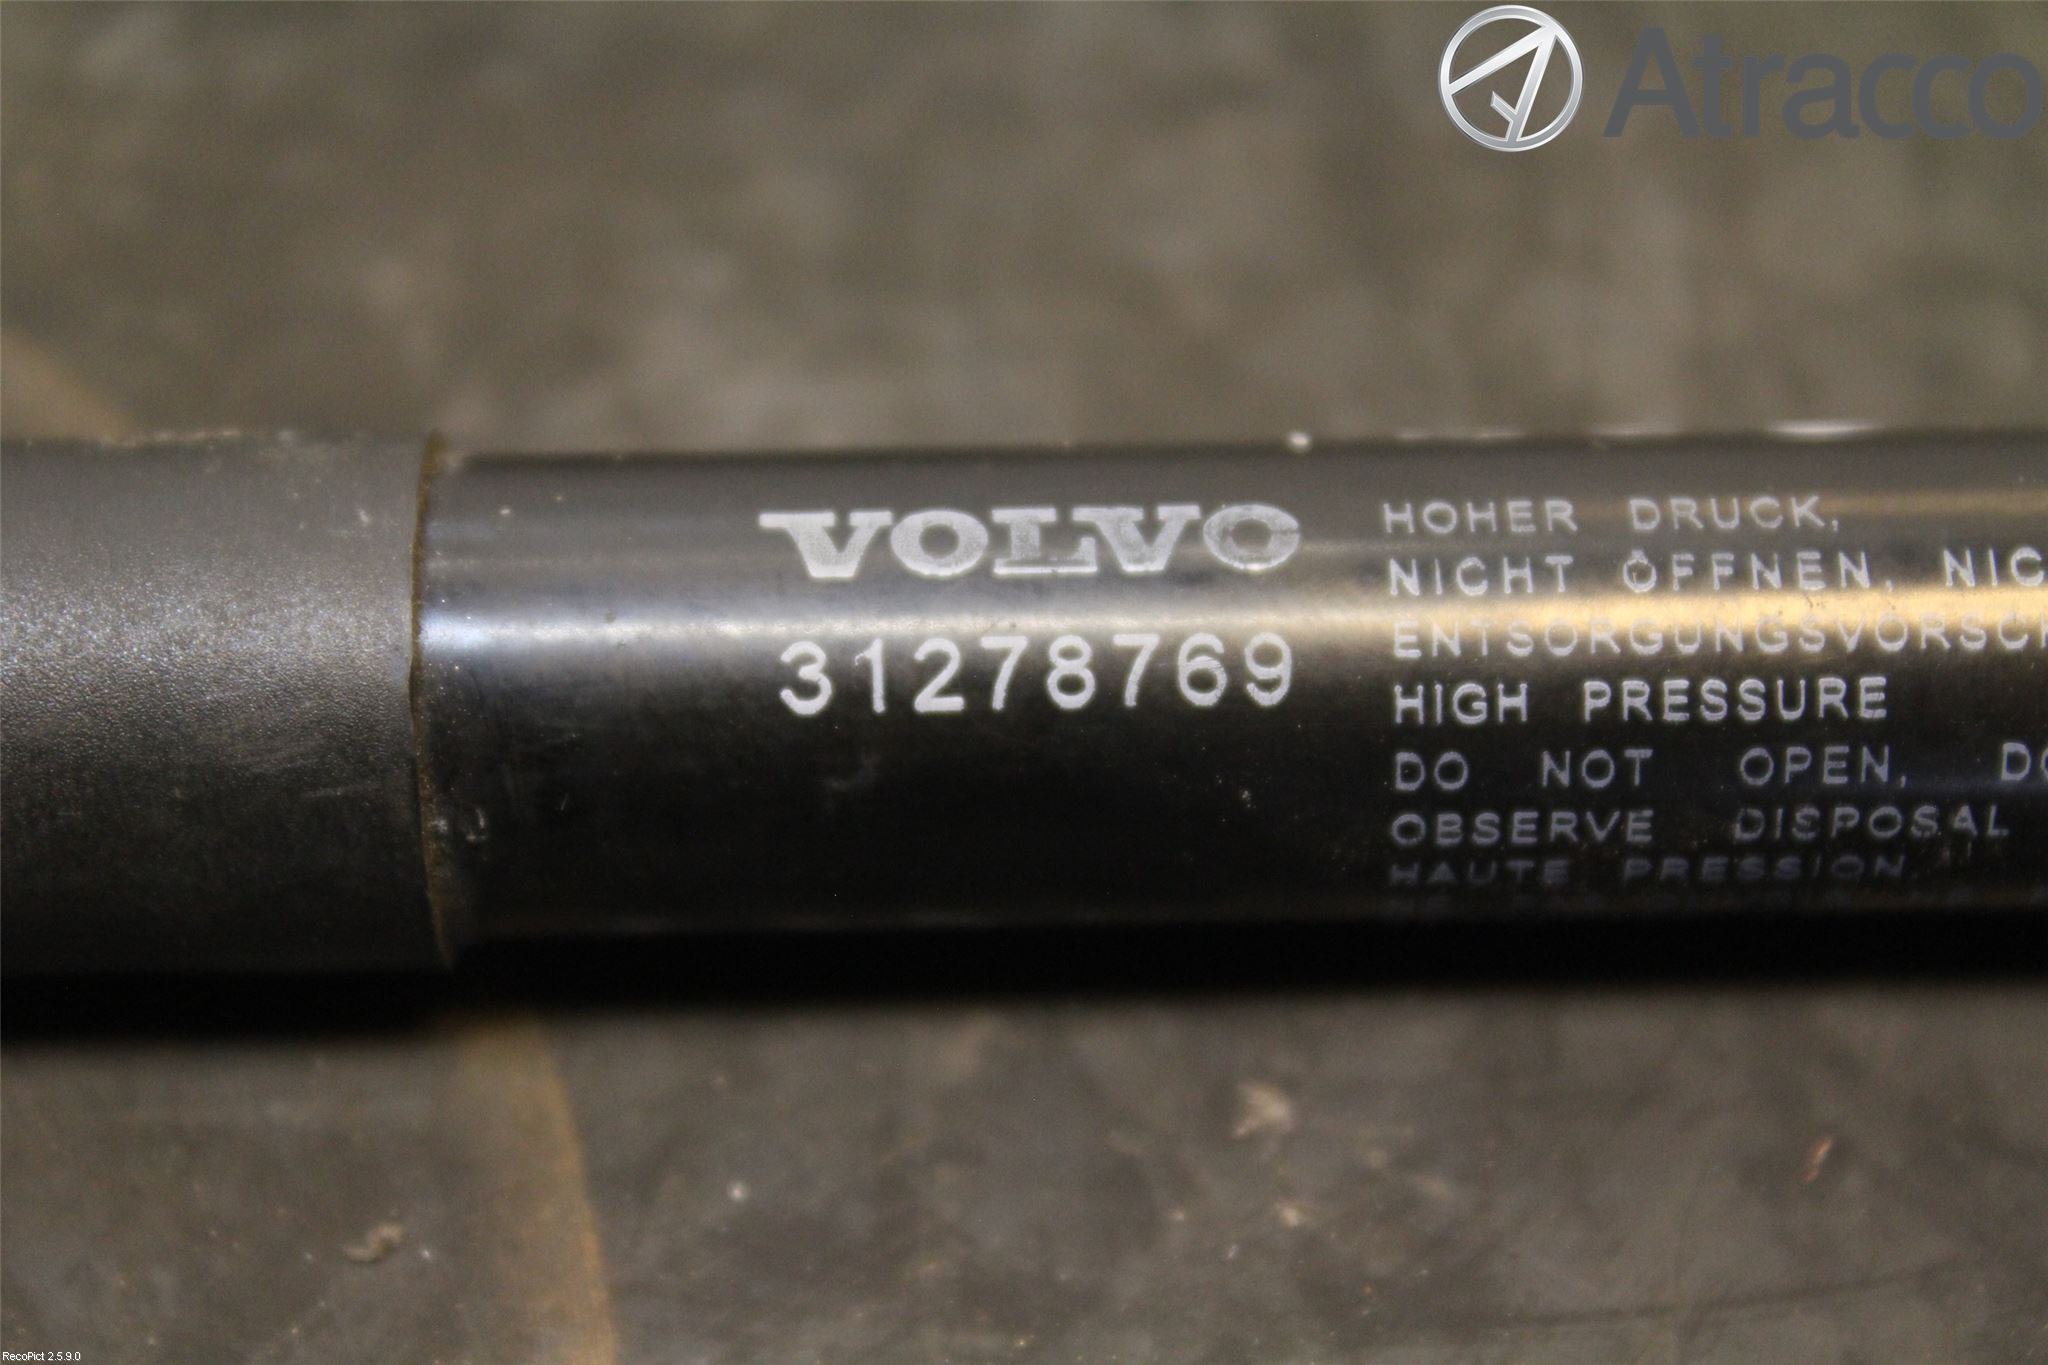 Atracco
VOLVO
31278769
HOHER DRUCK,
NICHT ÖFFNEN, NIC
ENTSORGUNGSVORSCH
HIGH PRESSURE
DO NOT OPEN, DO
OBSERVE DISPOSAL
HAUTE PRESSION,
RecoPict 2.5.9.0